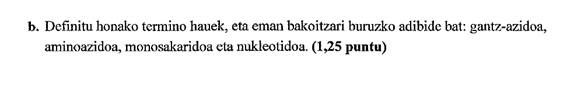 b. Definitu honako termino hauek, eta eman bakoitzari buruzko adibide bat: gantz-azidoa,
aminoazidoa, monosakaridoa eta nukleotidoa. (1,25 puntu)